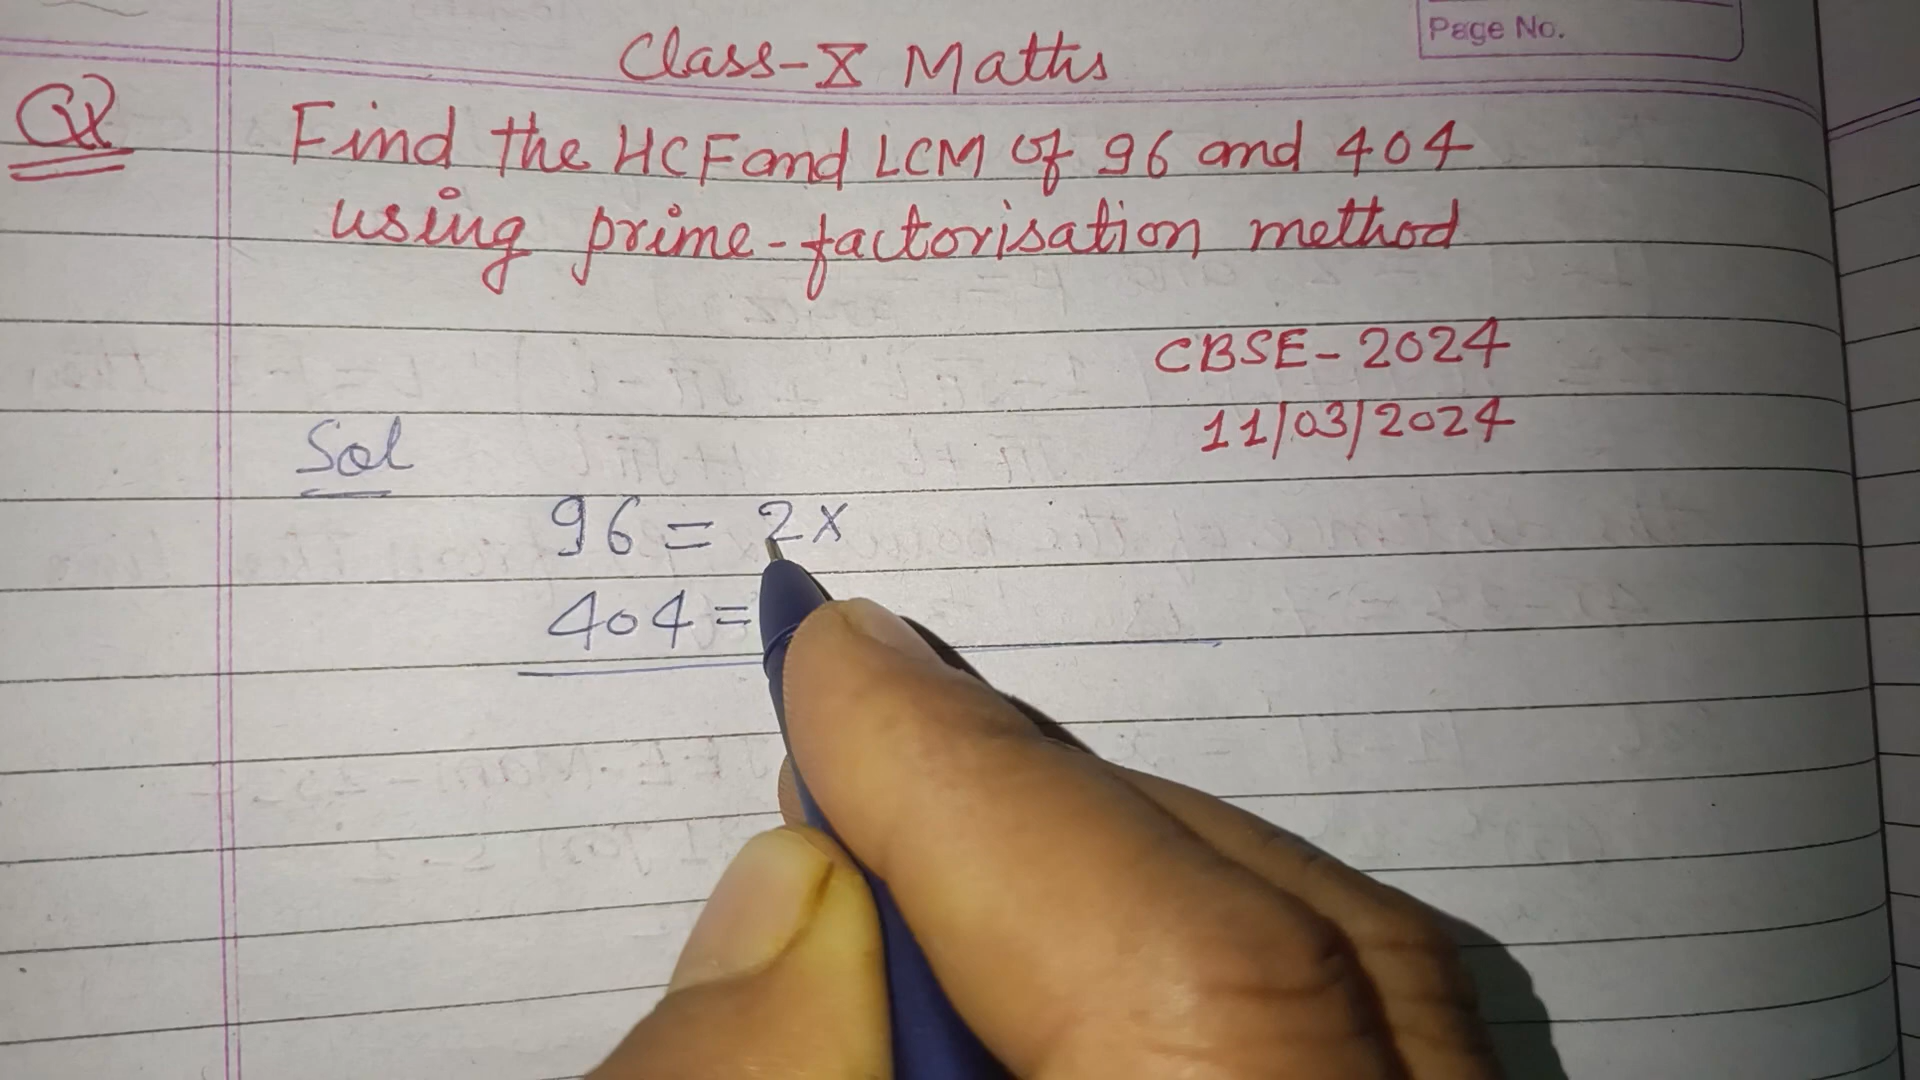 Page No.
Class-X Maths
Q Find the HCF and LCM of 96 and 404
using prime-factorisation method
CBSE-2024
11/03/2024
Sol
96 = 2×
404 =